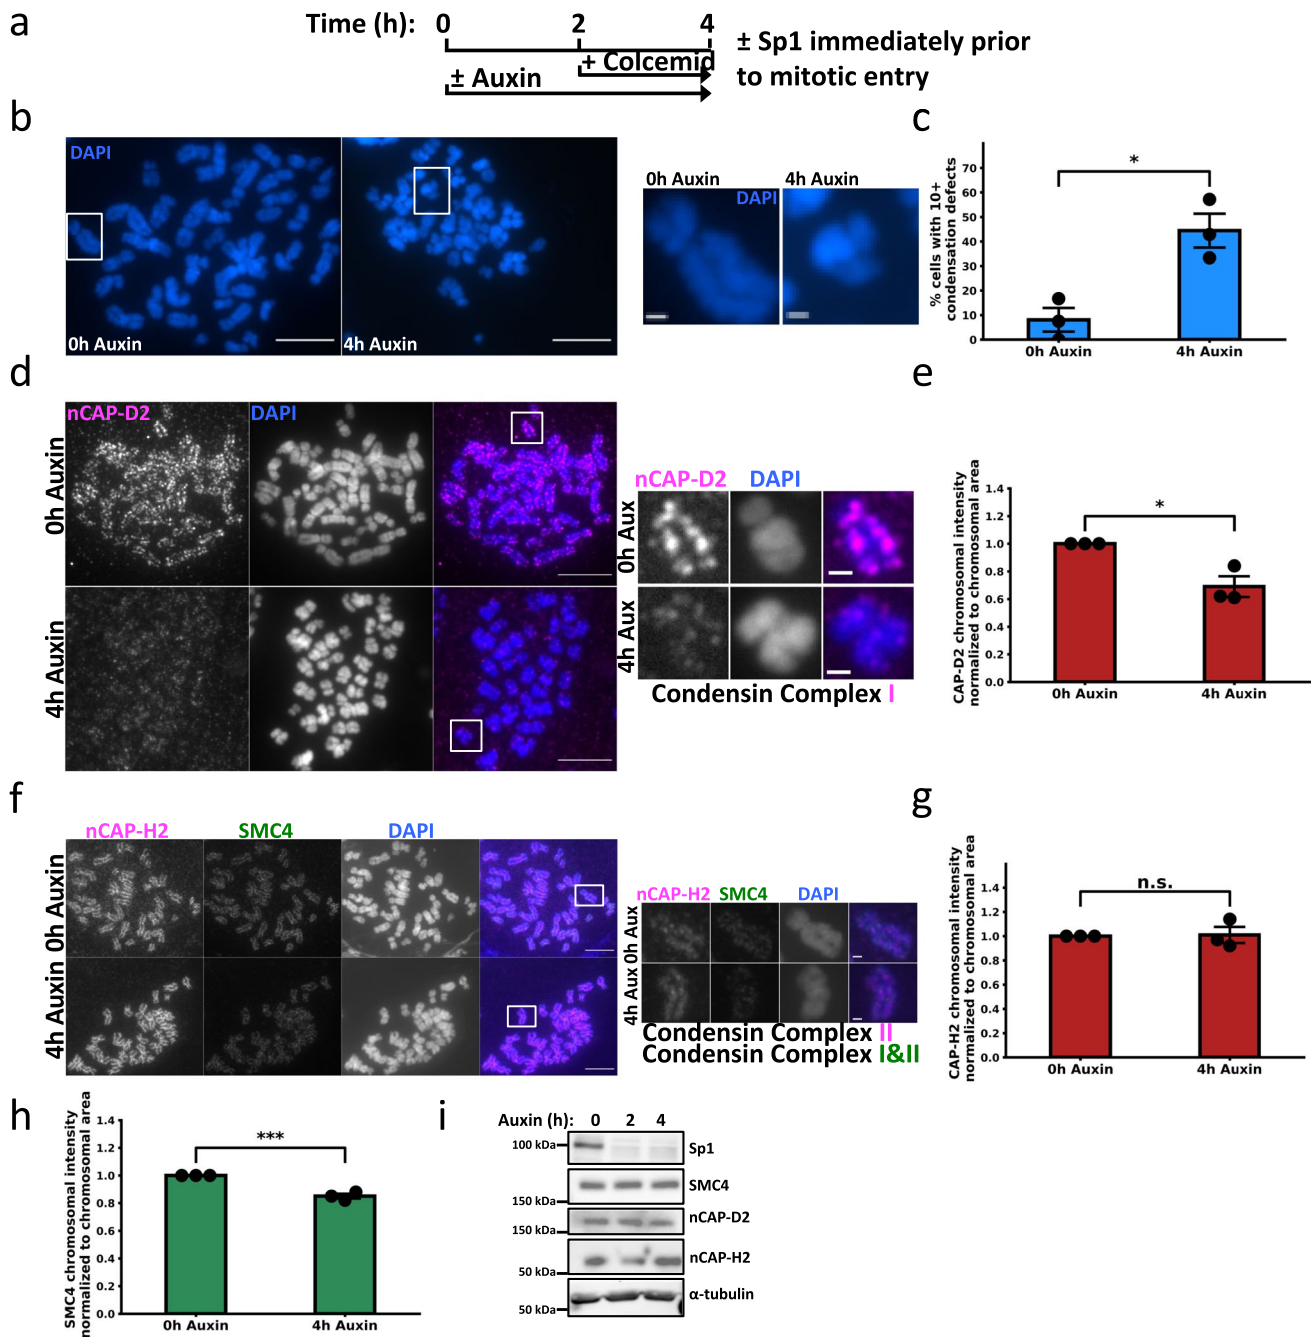 a
Time (h): 0 2 4
+ Colcemid
± Auxin
± Sp1 immediately prior
to mitotic entry
b
DAPI
0h Auxin
4h Auxin
0h Auxin
4h Auxin
DAPI
c
% cells with 10+
condensation defects
70
60
50
40
30
20
10
0
*
0h Auxin
4h Auxin
d
nCAP-D2
DAPI
0h Auxin
4h Auxin
nCAP-D2
DAPI
0h Aux
4h Aux
Condensin Complex I
e
CAP-D2 chromosomal intensity
normalized to chromosomal area
1.4
1.2
1.0
0.8
0.6
0.4
0.2
0.0
*
0h Auxin
4h Auxin
f
nCAP-H2
SMC4
DAPI
0h Auxin
4h Auxin
nCAP-H2
SMC4
DAPI
0h Aux
4h Aux
Condensin Complex II
Condensin Complex I&II
g
CAP-H2 chromosomal intensity
normalized to chromosomal area
1.4
1.2
1.0
0.8
0.6
0.4
0.2
0.0
n.s.
0h Auxin
4h Auxin
h
SMC4 chromosomal intensity
normalized to chromosomal area
1.4
1.2
1.0
0.8
0.6
0.4
0.2
0.0
***
0h Auxin
4h Auxin
i
Auxin (h): 0 2 4
100 kDa
Sp1
SMC4
150 kDa
nCAP-D2
150 kDa
nCAP-H2
50 kDa
α-tubulin
50 kDa